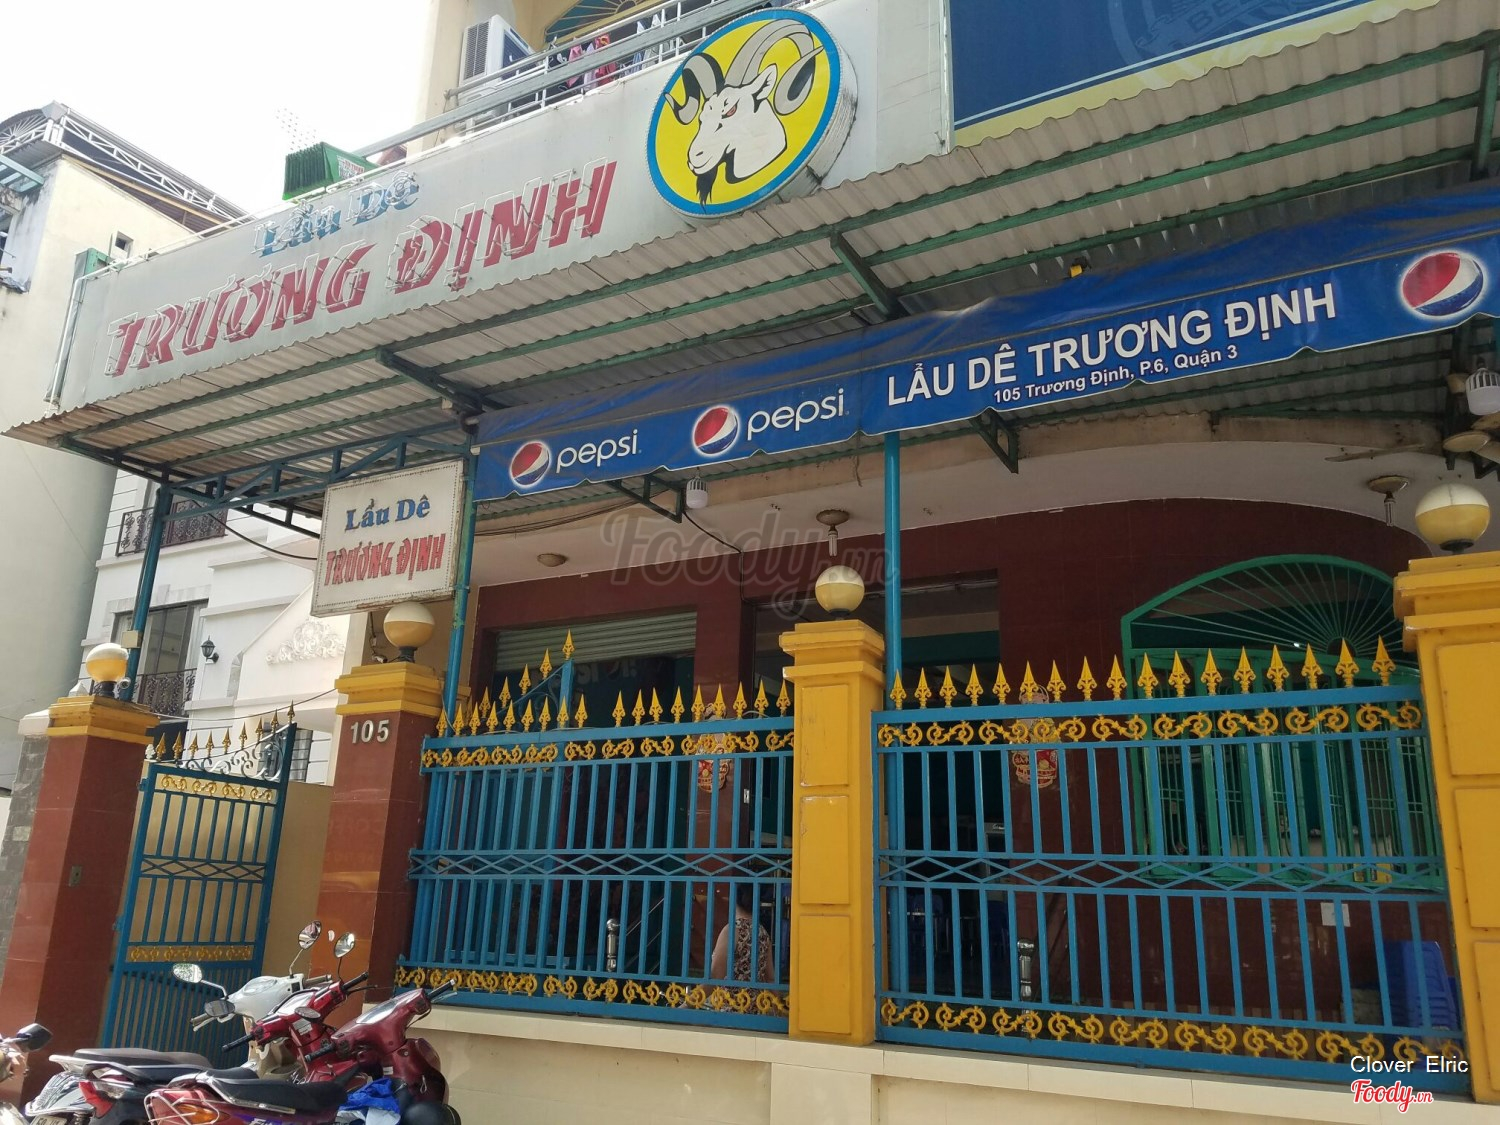 Lẩu Dê
TRƯƠNG ĐỊNH
pepsi
pepsi
LẨU DÊ TRƯƠNG ĐỊNH
105 Trương Định, P.6, Quận 3
Lẩu Dê
TRƯƠNG ĐỊNH
105
Foody.vn
Clover Elric
Foody.vn